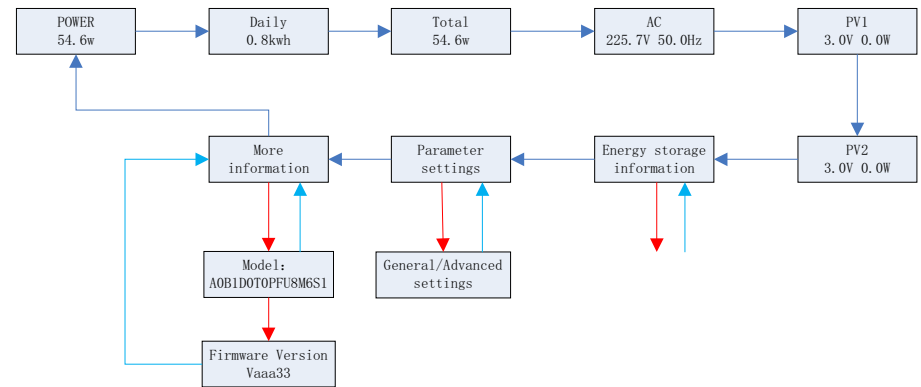 POWER
54.6w
Daily
0.8kwh
Total
54.6w
AC
225.7V 50.0Hz
PV1
3.0V 0.0W
More
information
Parameter
settings
Energy storage
information
PV2
3.0V 0.0W
Model：
A0B1D0T0PFU8M6S1
General/Advanced
settings
Firmware Version
Vaaa33